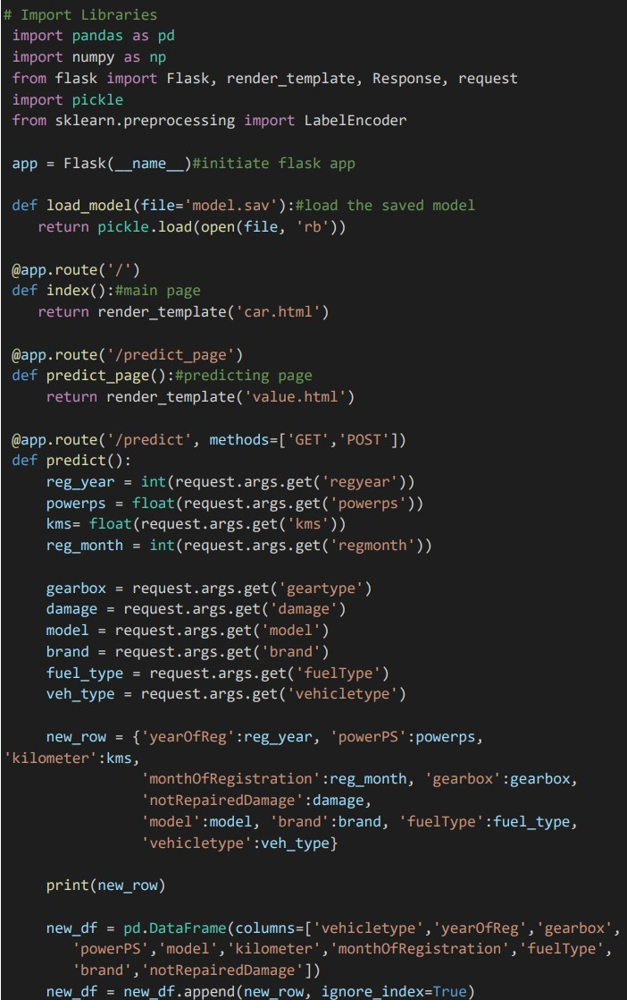 # Import Libraries
import pandas as pd
import numpy as np
from flask import Flask, render_template, Response, request
import pickle
from sklearn.preprocessing import LabelEncoder
app = Flask(__name__)#initiate flask app
def load_model(file='model.sav'):#load the saved model
return pickle.load(open(file, 'rb'))
@app.route('/')
def index():#main page
return render_template('car.html')
@app.route('/predict_page')
def predict_page():#predicting page
return render_template('value.html')
@app.route('/predict', methods=['GET','POST'])
def predict():
reg_year = int(request.args.get('regyear'))
powerps = float(request.args.get('powerps'))
kms= float(request.args.get('kms'))
reg_month = int(request.args.get('regmonth'))
gearbox = request.args.get('geartype')
damage = request.args.get('damage')
model = request.args.get('model')
brand = request.args.get('brand')
fuel_type = request.args.get('fuelType')
veh_type = request.args.get('vehicletype')
new_row = {'yearOfReg':reg_year, 'powerPS':powerps,
'kilometer':kms,
'monthOfRegistration':reg_month, 'gearbox':gearbox,
'notRepairedDamage':damage,
'model':model, 'brand':brand, 'fuelType':fuel_type,
'vehicletype':veh_type}
print(new_row)
new_df = pd.DataFrame(columns=['vehicletype','yearOfReg','gearbox',
'powerPS','model','kilometer','monthOfRegistration','fuelType',
'brand','notRepairedDamage'])
new_df = new_df.append(new_row, ignore_index=True)